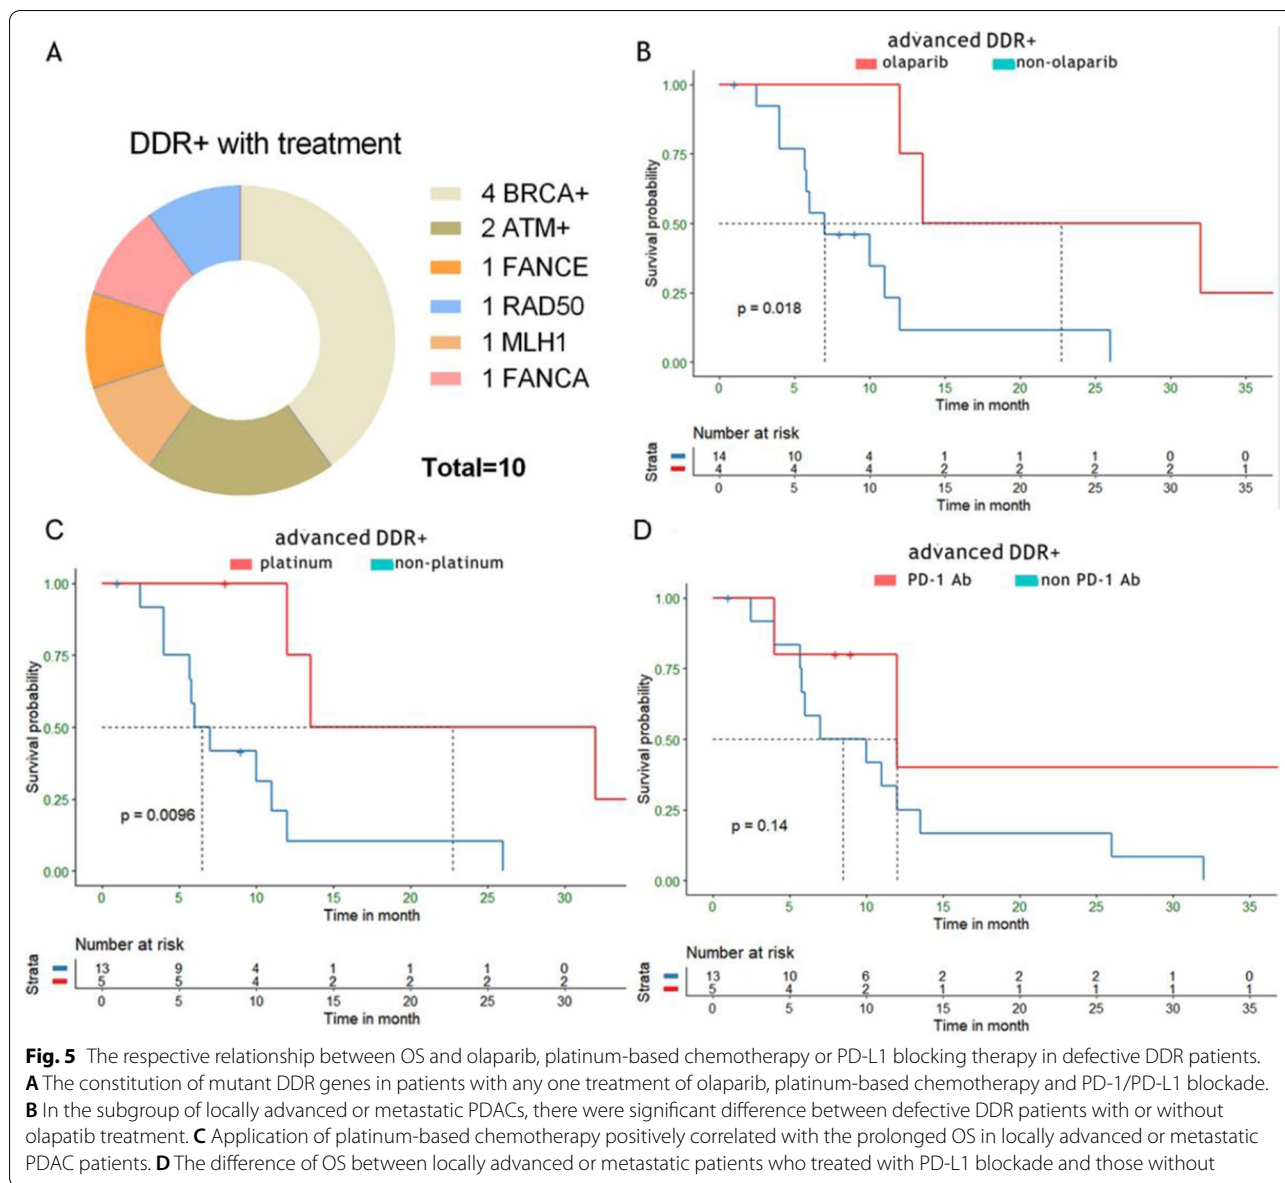 A
DDR+ with treatment
4 BRCA+
2 ATM+
1 FANCE
1 RAD50
1 MLH1
1 FANCA
Total=10
B
advanced DDR+
olaparib non-olaparib
Survival probability
1.00
0.75
0.50
0.25
0.00
p = 0.018
0 5 10 15 20 25 30 35
Time in month
Number at risk
Strata
14 10 4 1 1 1 0 0
4 4 4 2 2 2 2 1
0 5 10 15 20 25 30 35
Time in month
C
advanced DDR+
platinum non-platinum
Survival probability
1.00
0.75
0.50
0.25
0.00
p = 0.0096
0 5 10 15 20 25 30
Time in month
Number at risk
Strata
13 9 4 1 1 1 0
5 5 4 2 2 2 2
0 5 10 15 20 25 30
Time in month
D
advanced DDR+
PD-1 Ab non PD-1 Ab
Survival probability
1.00
0.75
0.50
0.25
0.00
p = 0.14
0 5 10 15 20 25 30 35
Time in month
Number at risk
Strata
13 10 6 2 2 2 1 0
5 4 2 1 1 1 1 1
0 5 10 15 20 25 30 35
Time in month
Fig. 5 The respective relationship between OS and olaparib, platinum-based chemotherapy or PD-L1 blocking therapy in defective DDR patients.
A The constitution of mutant DDR genes in patients with any one treatment of olaparib, platinum-based chemotherapy and PD-1/PD-L1 blockade.
B In the subgroup of locally advanced or metastatic PDACs, there were significant difference between defective DDR patients with or without
olapatib treatment. C Application of platinum-based chemotherapy positively correlated with the prolonged OS in locally advanced or metastatic
PDAC patients. D The difference of OS between locally advanced or metastatic patients who treated with PD-L1 blockade and those without